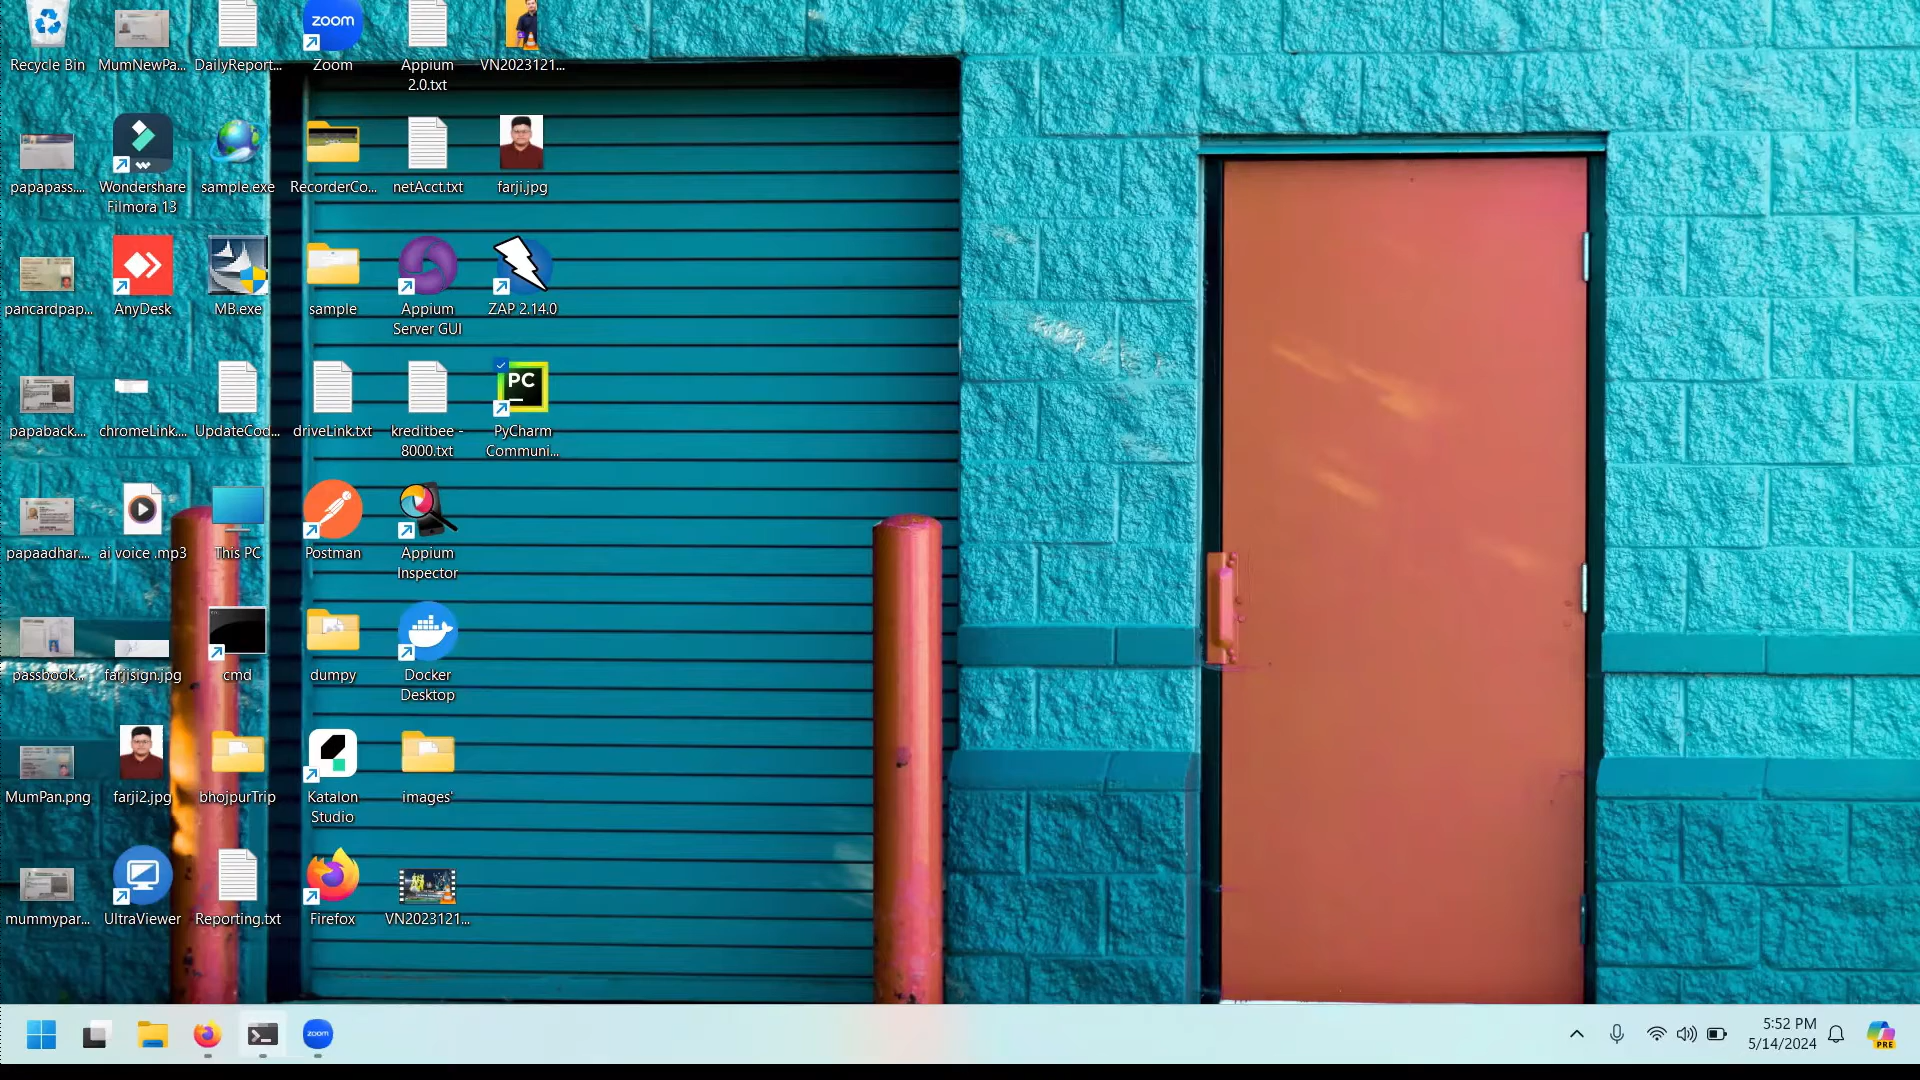 Recycle Bin
MumNewPa...
DailyReport...
zoom
Zoom
Appium
2.0.txt
VN2023121...
papapass....
Wondershare
Filmora 13
sample.exe
RecorderCo...
netAcct.txt
farji.jpg
pancardpap...
AnyDesk
MB.exe
sample
Appium
Server GUI
ZAP 2.14.0
papaback....
chromeLink....
UpdateCod...
driveLink.txt
kreditbee -
8000.txt
PC
PyCharm
Communi...
papaadhar....
ai voice .mp3
This PC
Postman
Appium
Inspector
passbook....
farjisign.jpg
cmd
dumpy
Docker
Desktop
MumPan.png
farji2.jpg
bhojpurTrip
Katalon
Studio
images'
mummypar...
UltraViewer
Reporting.txt
Firefox
VN2023121...
zoom
5:52 PM
5/14/2024
PRE